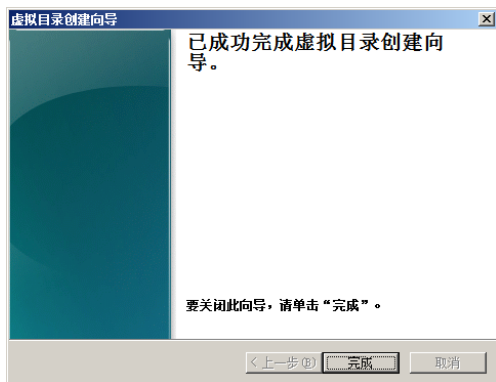 虚拟目录创建向导
已成功完成虚拟目录创建向
导。
要关闭此向导，请单击“完成”。
< 上一步(B)
完成
取消